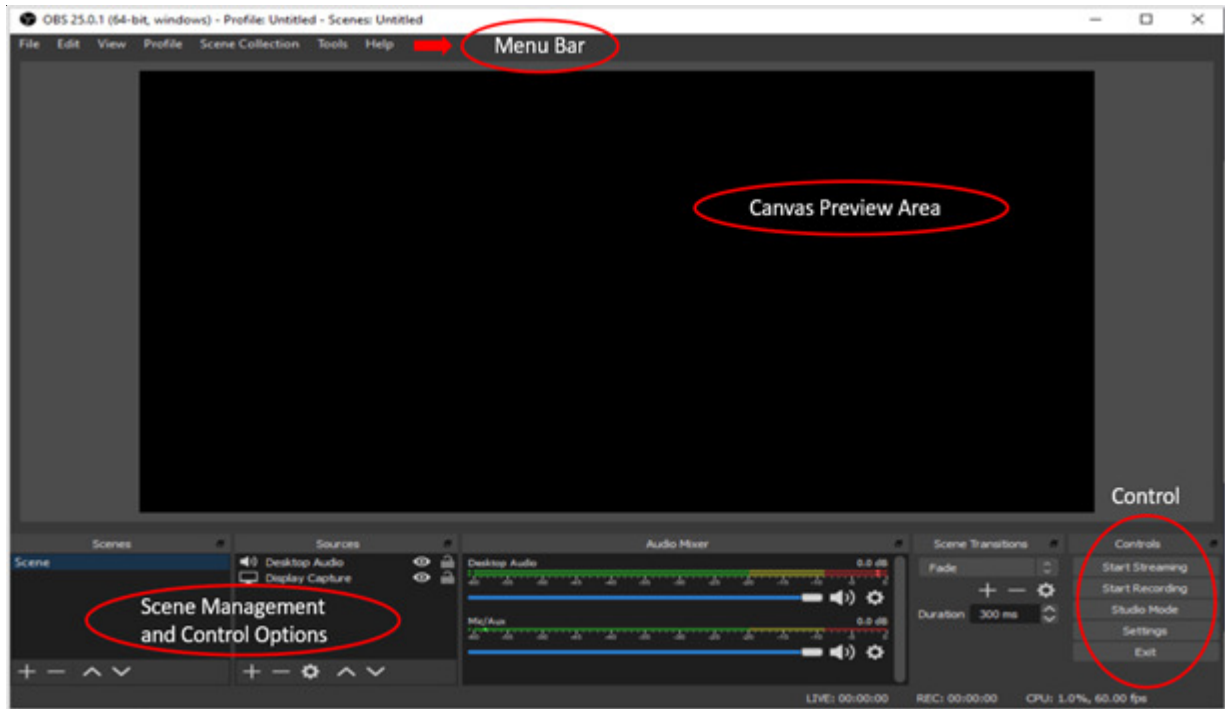 OBS 25.0.1 (64-bit, windows) - Profile: Untitled - Scenes: Untitled
File Edit View Profile Scene Collection Tools Help
Menu Bar
Canvas Preview Area
Control
Scenes
Scene
Scene Management
and Control Options
Sources
Desktop Audio
Display Capture
Audio Mixer
Desktop Audio 0.0 dB
Mic/Aux 0.0 dB
Scene Transitions
Fade
Duration 300 ms
Controls
Start Streaming
Start Recording
Studio Mode
Settings
Exit
LIVE: 00:00:00 REC: 00:00:00 CPU: 1.0%, 60.00 fps